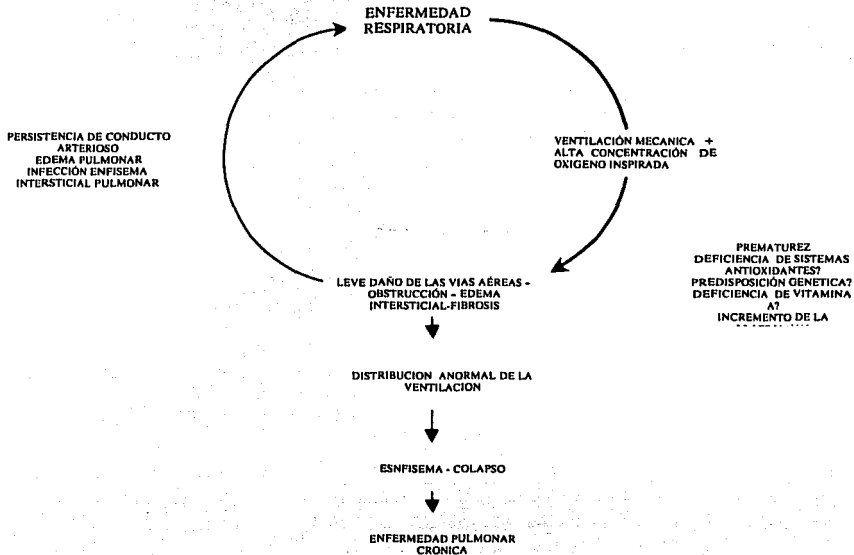 ENFERMEDAD
RESPIRATORIA
PERSISTENCIA DE CONDUCTO
ARTERIOSO
EDEMA PULMONAR
INFECCIÓN ENFISEMA
INTERSTICIAL PULMONAR
VENTILACIÓN MECANICA +
ALTA CONCENTRACIÓN DE
OXIGENO INSPIRADA
PREMATUREZ
DEFICIENCIA DE SISTEMAS
ANTIOXIDANTES?
PREDISPOSICIÓN GENETICA?
DEFICIENCIA DE VITAMINA
A?
INCREMENTO DE LA
LEVE DAÑO DE LAS VIAS AÉREAS -
OBSTRUCCIÓN - EDEMA
INTERSTICIAL-FIBROSIS
DISTRIBUCION ANORMAL DE LA
VENTILACION
ESNFISEMA - COLAPSO
ENFERMEDAD PULMONAR
CRONICA